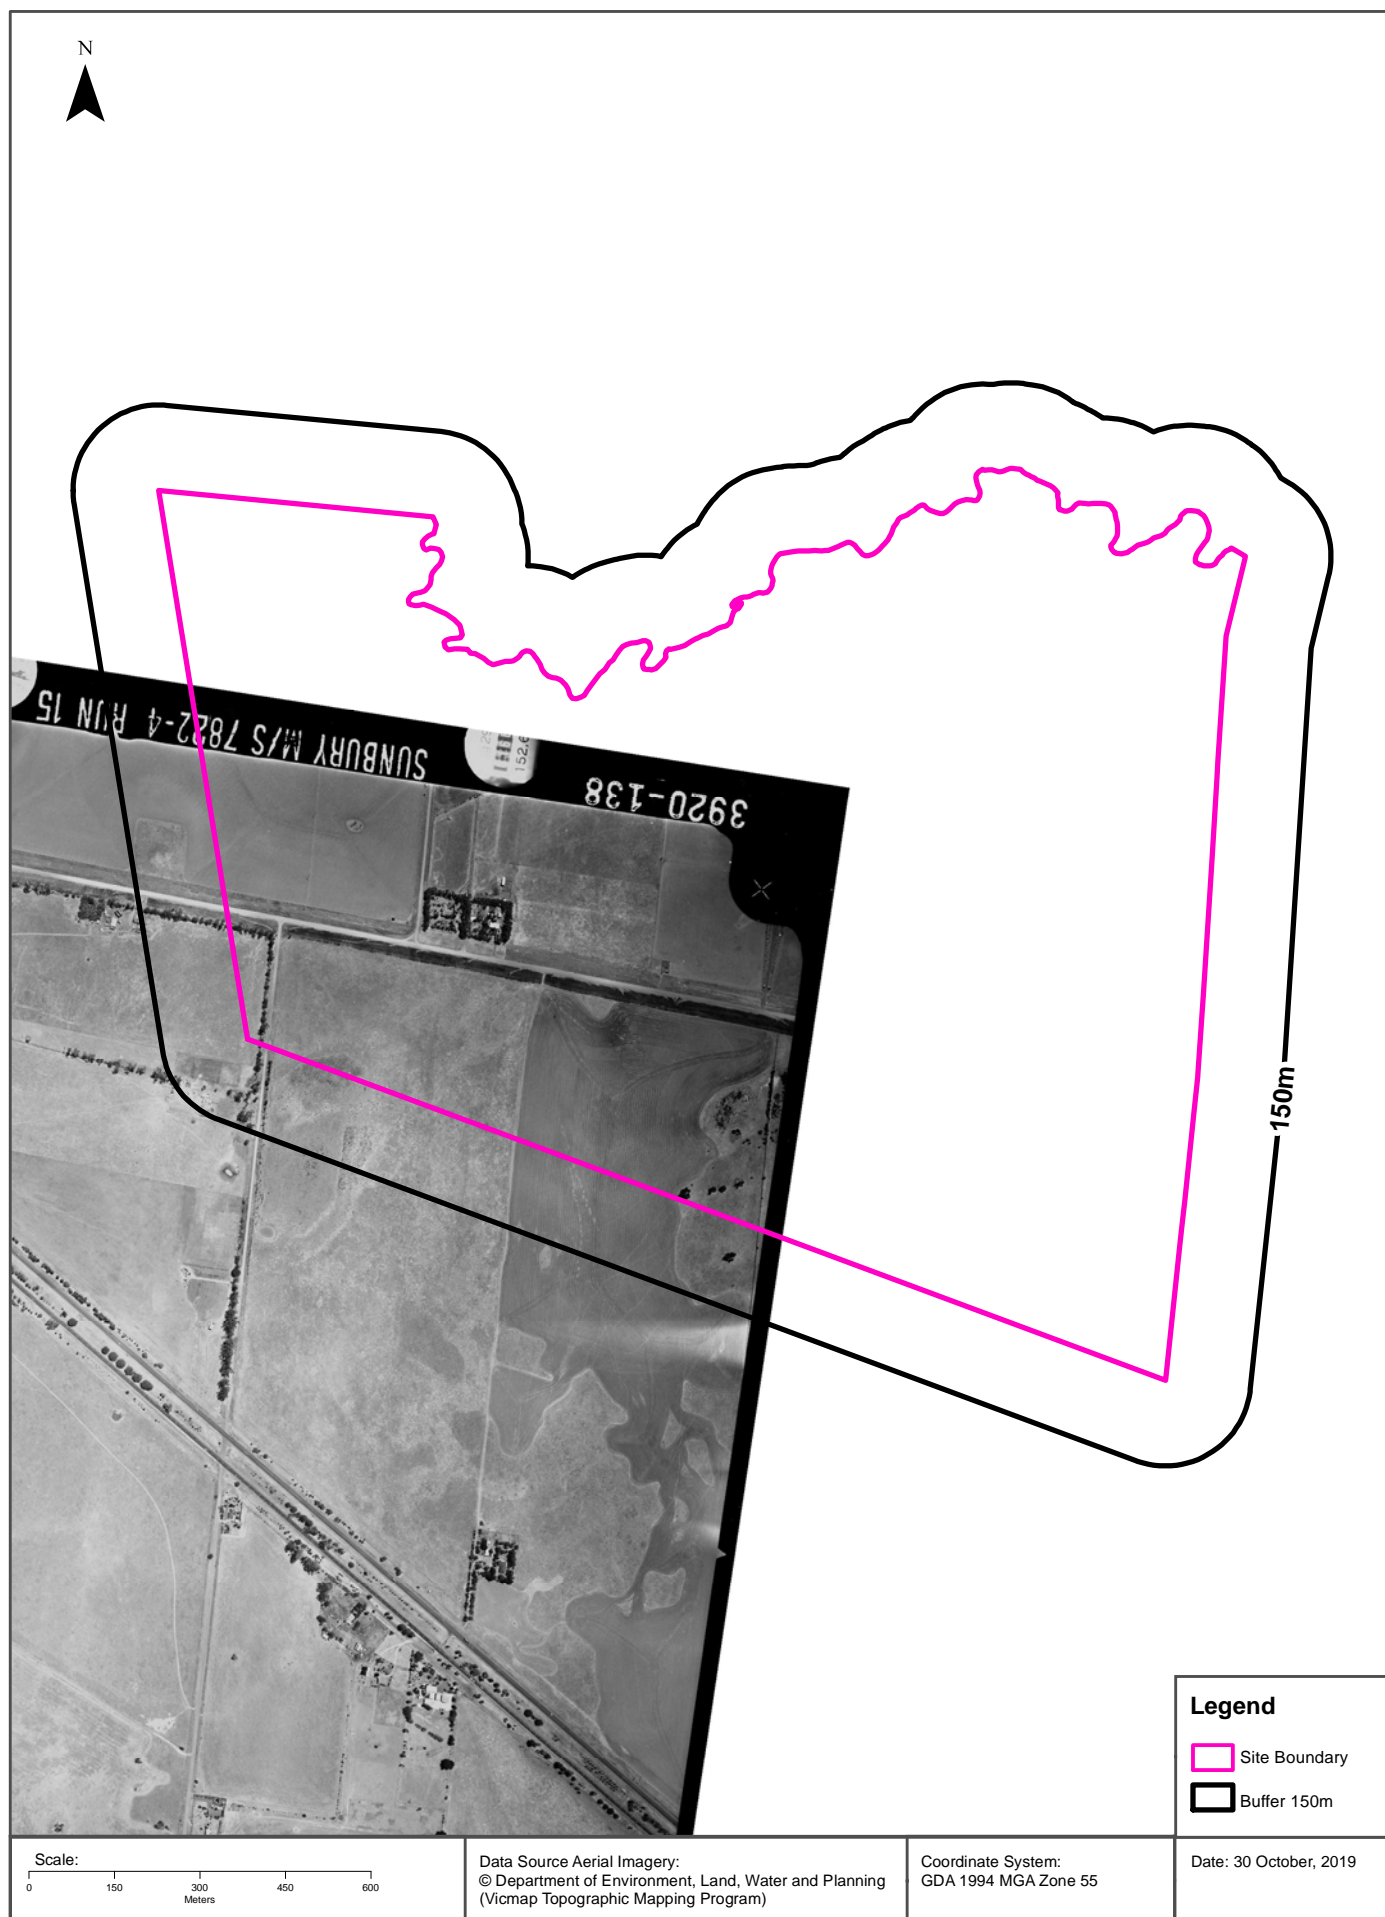 N
SUNBURY M/S 7822-4 RUN 15
152.6
3920-138
150m
Legend
Site Boundary
Buffer 150m
Scale:
0 150 300 450 600
Meters
Data Source Aerial Imagery:
© Department of Environment, Land, Water and Planning
(Vicmap Topographic Mapping Program)
Coordinate System:
GDA 1994 MGA Zone 55
Date: 30 October, 2019